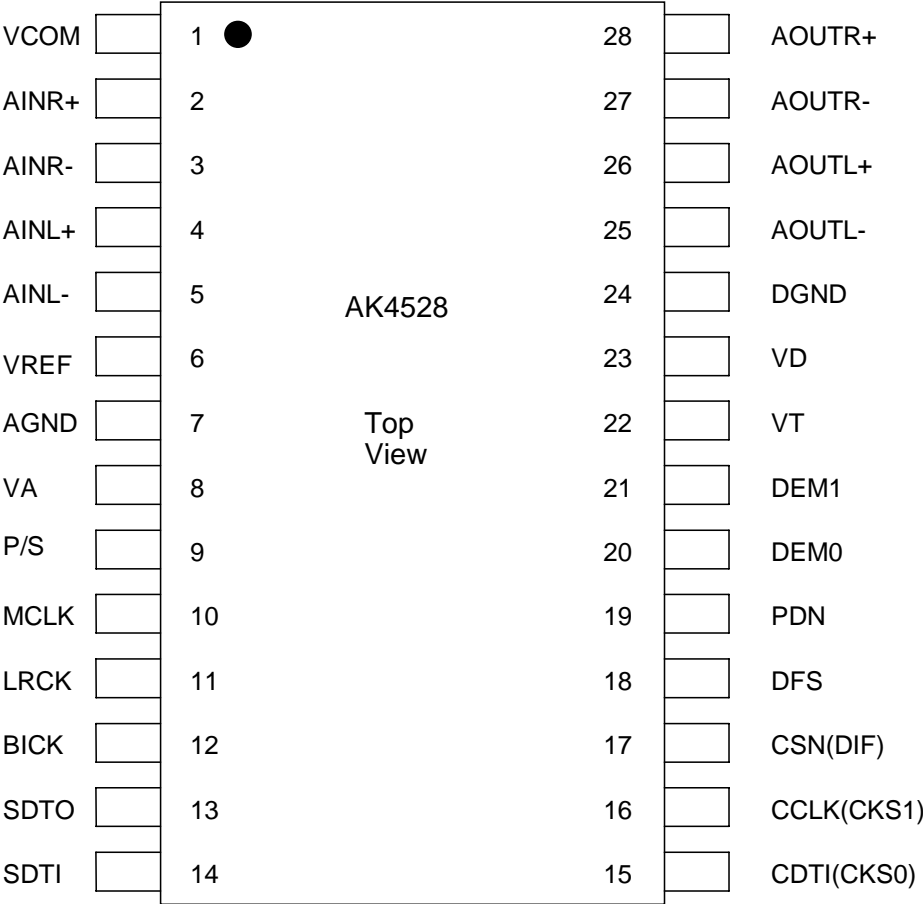 VCOM 1 28 AOUTR+
AINR+ 2 27 AOUTR-
AINR- 3 26 AOUTL+
AINL+ 4 25 AOUTL-
AINL- 5 24 DGND
AK4528
VREF 6 23 VD
AGND 7 22 VT
Top
View
VA 8 21 DEM1
P/S 9 20 DEM0
MCLK 10 19 PDN
LRCK 11 18 DFS
BICK 12 17 CSN(DIF)
SDTO 13 16 CCLK(CKS1)
SDTI 14 15 CDTI(CKS0)